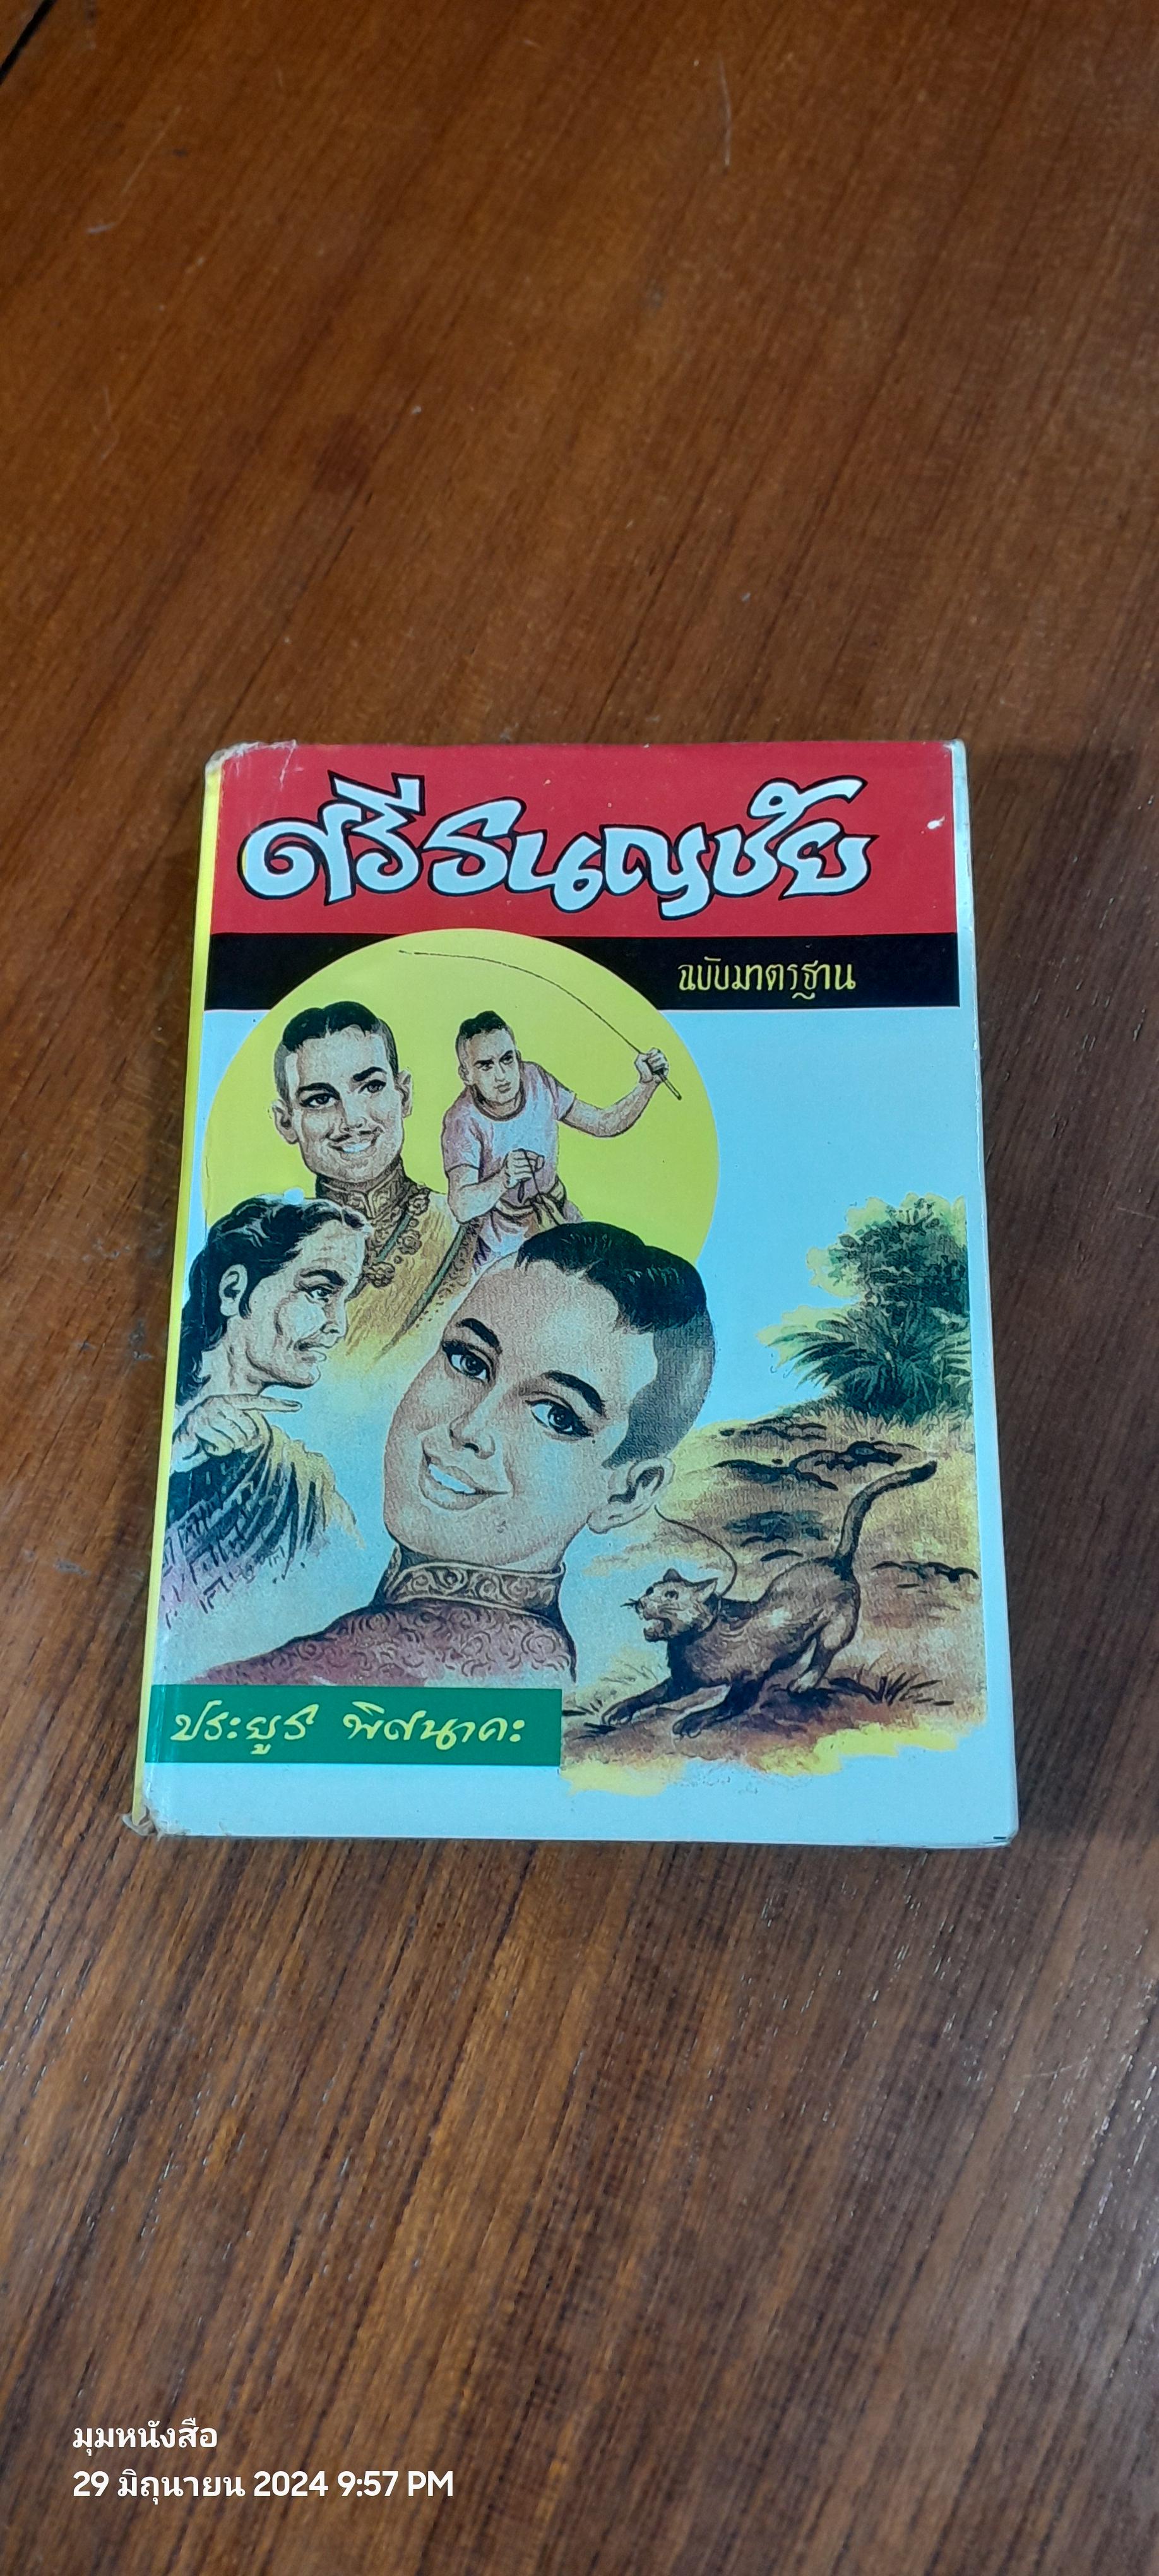 ศรีธนญชัย
ฉบับมาตรฐาน
ประยูร พิศนาคะ
มุมหนังสือ
29 มิถุนายน 2024 9:57 PM